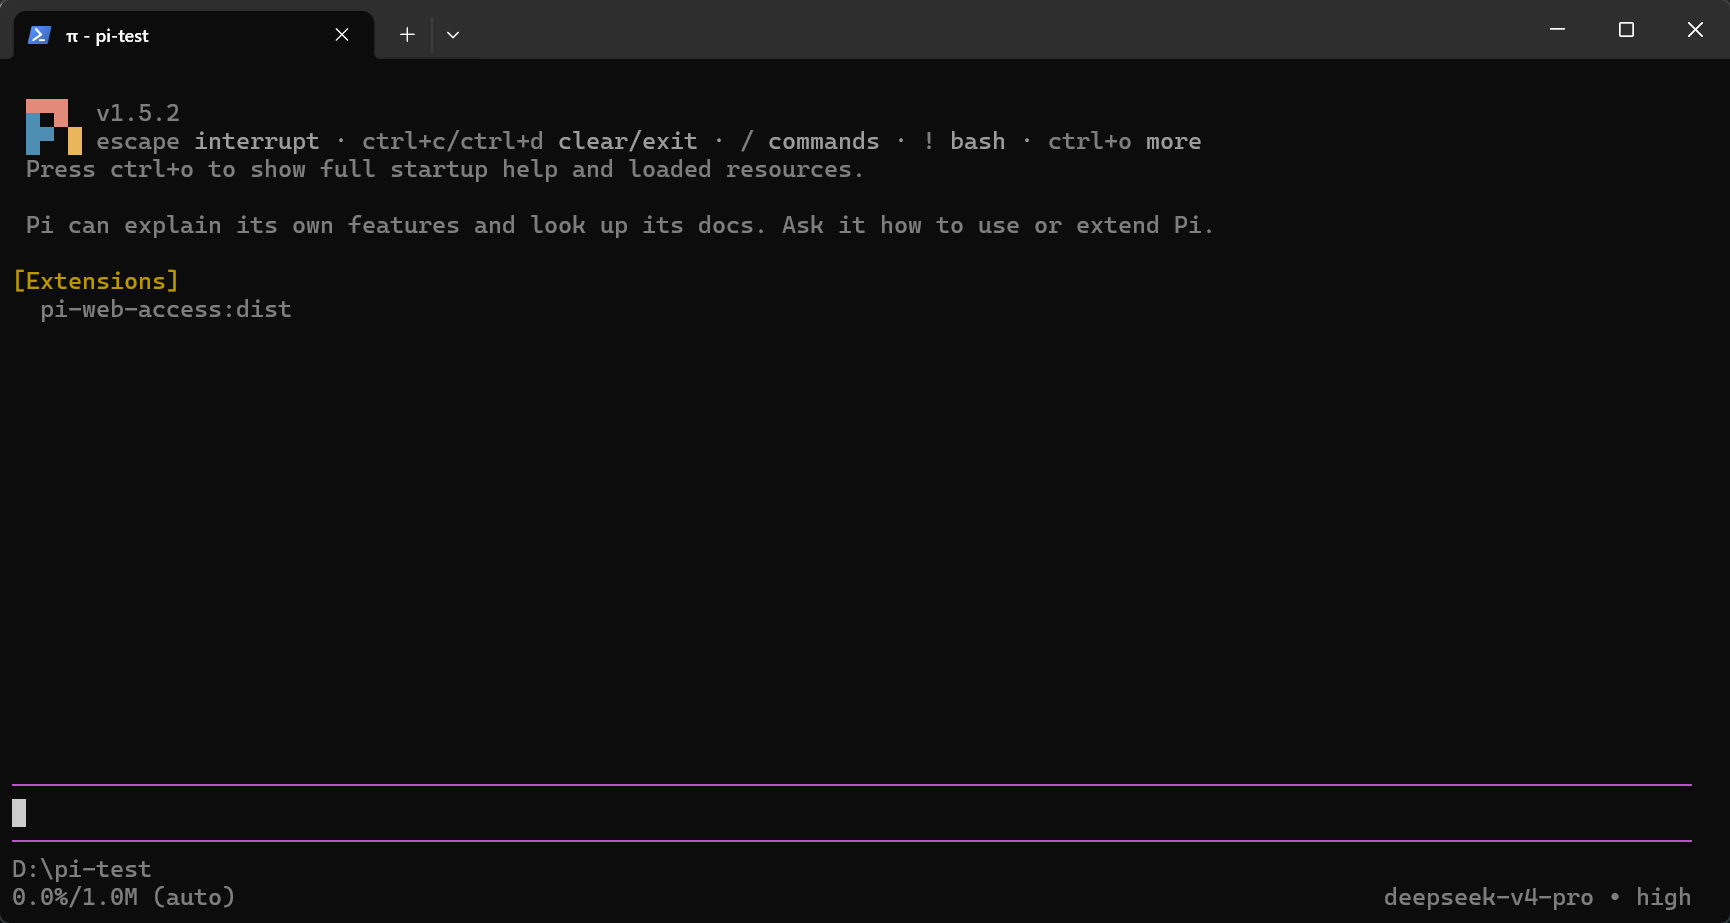 π - pi-test
v1.5.2
escape interrupt · ctrl+c/ctrl+d clear/exit · / commands · ! bash · ctrl+o more
Press ctrl+o to show full startup help and loaded resources.
Pi can explain its own features and look up its docs. Ask it how to use or extend Pi.
[Extensions]
pi-web-access:dist
D:\pi-test
0.0%/1.0M (auto)
deepseek-v4-pro • high